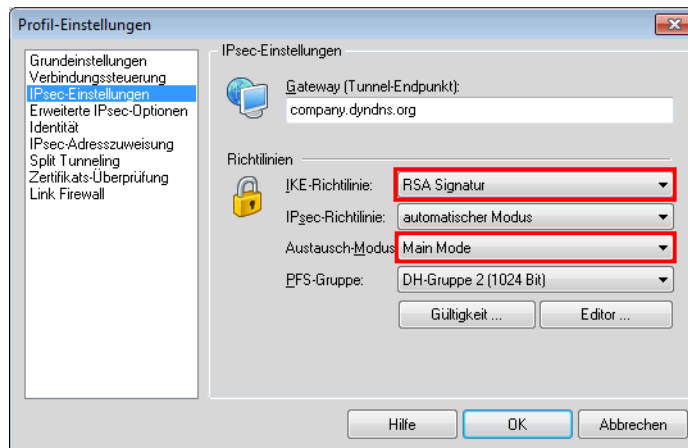 Profil-Einstellungen
Grundeinstellungen
Verbindungssteuerung
IPsec-Einstellungen
Erweiterte IPsec-Optionen
Identität
IPsec-Adresszuweisung
Split Tunneling
Zertifikats-Überprüfung
Link Firewall
IPsec-Einstellungen
Gateway (Tunnel-Endpunkt):
company.dyndns.org
Richtilinien
IKE-Richtlinie: RSA Signatur
IPsec-Richtlinie: automatischer Modus
Austausch-Modus Main Mode
PFS-Gruppe: DH-Gruppe 2 (1024 Bit)
Gültigkeit ... Editor ...
Hilfe OK Abbrechen